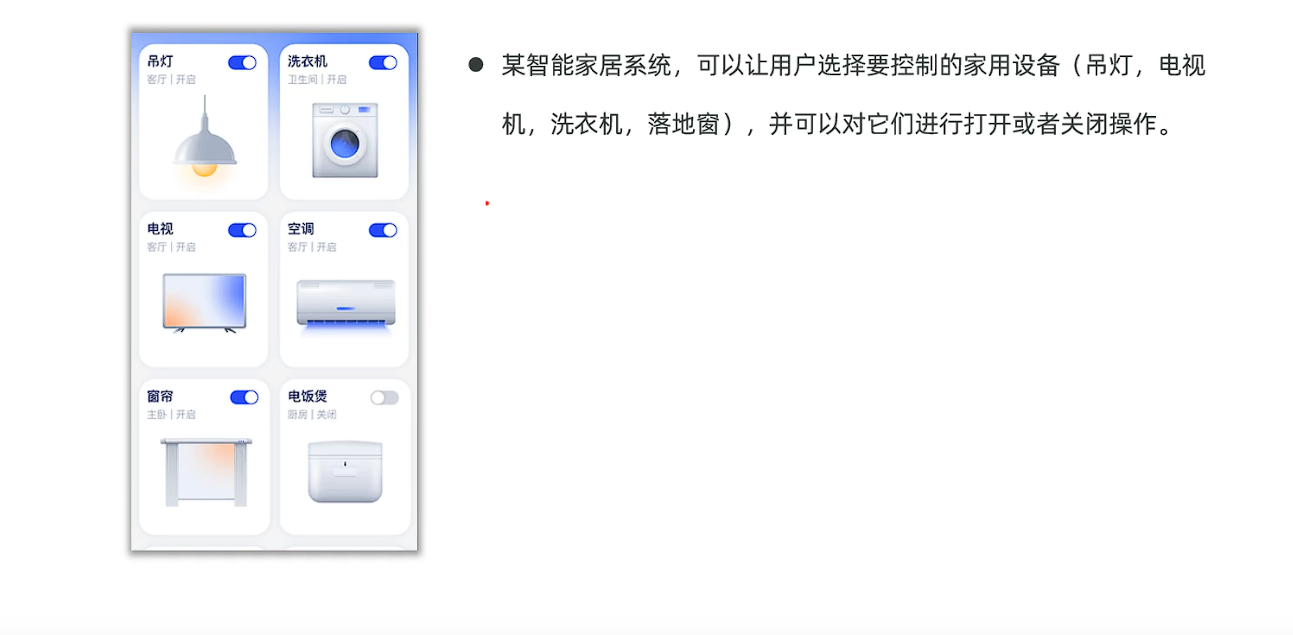 吊灯
客厅 | 开启
洗衣机
卫生间 | 开启
电视
客厅 | 开启
空调
客厅 | 开启
窗帘
主卧 | 开启
电饭煲
厨房 | 关闭
● 某智能家居系统，可以让用户选择要控制的家用设备（吊灯，电视
机，洗衣机，落地窗），并可以对它们进行打开或者关闭操作。